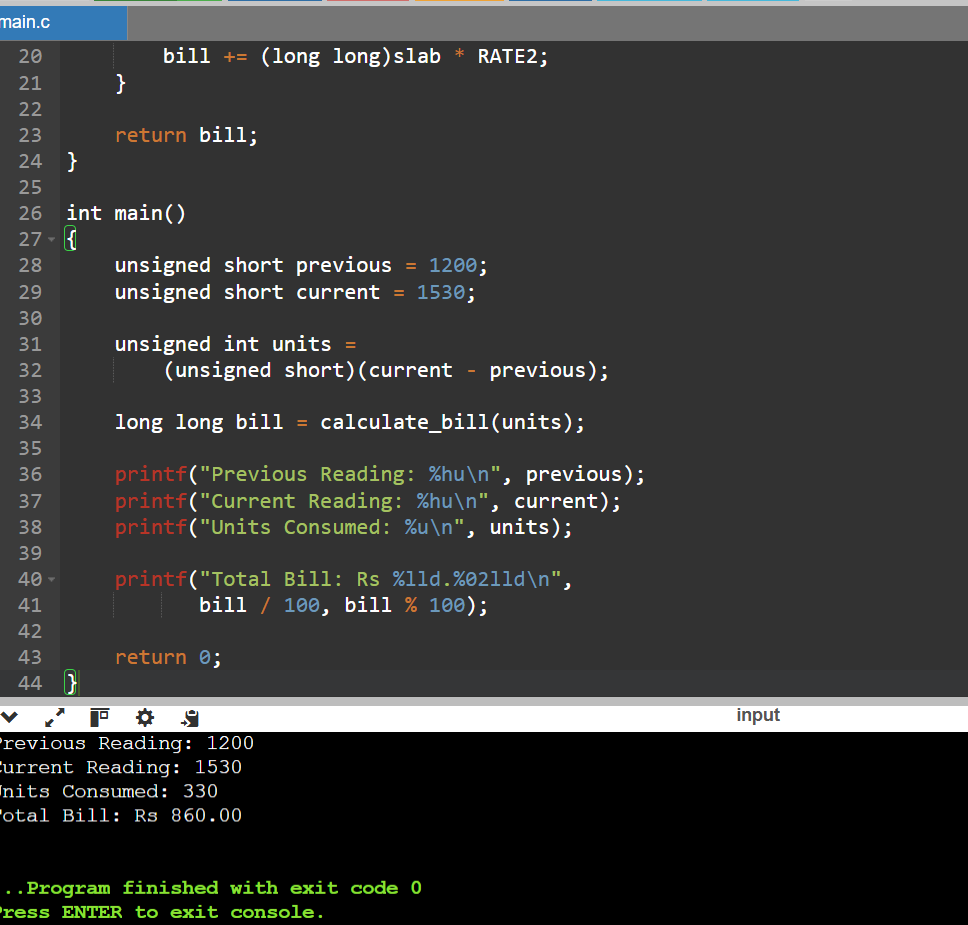 main.c
20         bill += (long long)slab * RATE2;
21     }
22
23     return bill;
24 }
25
26 int main()
27 {
28     unsigned short previous = 1200;
29     unsigned short current = 1530;
30
31     unsigned int units =
32         (unsigned short)(current - previous);
33
34     long long bill = calculate_bill(units);
35
36     printf("Previous Reading: %hu\n", previous);
37     printf("Current Reading: %hu\n", current);
38     printf("Units Consumed: %u\n", units);
39
40     printf("Total Bill: Rs %lld.%02lld\n",
41            bill / 100, bill % 100);
42
43     return 0;
44 }
input
Previous Reading: 1200
Current Reading: 1530
Units Consumed: 330
Total Bill: Rs 860.00
...Program finished with exit code 0
Press ENTER to exit console.